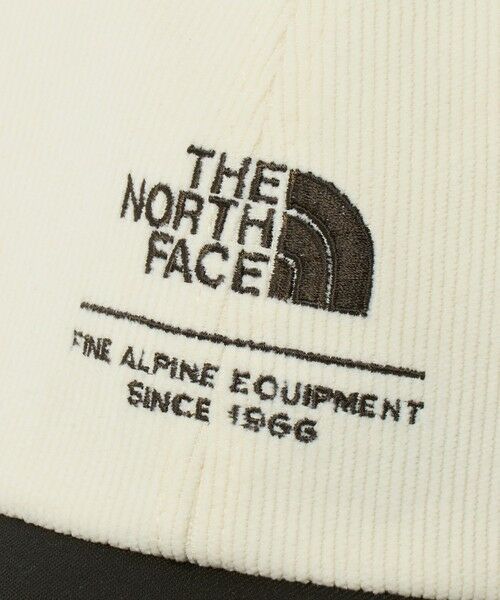 THE
NORTH
FACE
FINE ALPINE EQUIPMENT
SINCE 1966